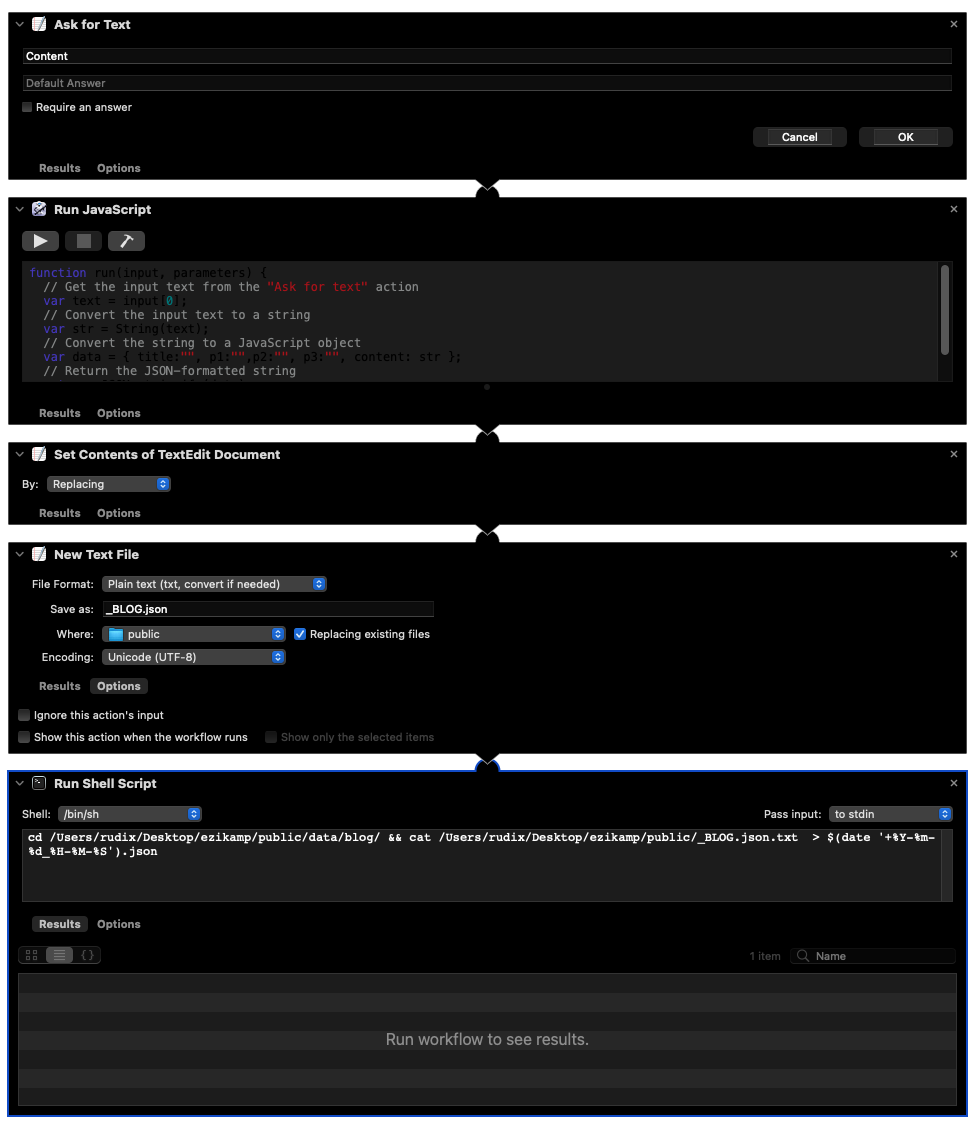 Ask for Text
Content
Default Answer
Require an answer
Cancel
OK
Results
Options
Run JavaScript
function run(input, parameters) {
// Get the input text from the "Ask for text" action
var text = input[0];
// Convert the input text to a string
var str = String(text);
// Convert the string to a JavaScript object
var data = { title:"", p1:"",p2:"", p3:"", content: str };
// Return the JSON-formatted string
Results
Options
Set Contents of TextEdit Document
By: Replacing
Results
Options
New Text File
File Format: Plain text (txt, convert if needed)
Save as: _BLOG.json
Where: public
Replacing existing files
Encoding: Unicode (UTF-8)
Results
Options
Ignore this action's input
Show this action when the workflow runs
Show only the selected items
Run Shell Script
Shell: /bin/sh
Pass input: to stdin
cd /Users/rudix/Desktop/ezikamp/public/data/blog/ && cat /Users/rudix/Desktop/ezikamp/public/_BLOG.json.txt  > $(date '+%Y-%m-
%d_%H-%M-%S').json
Results
Options
1 item
Name
Run workflow to see results.